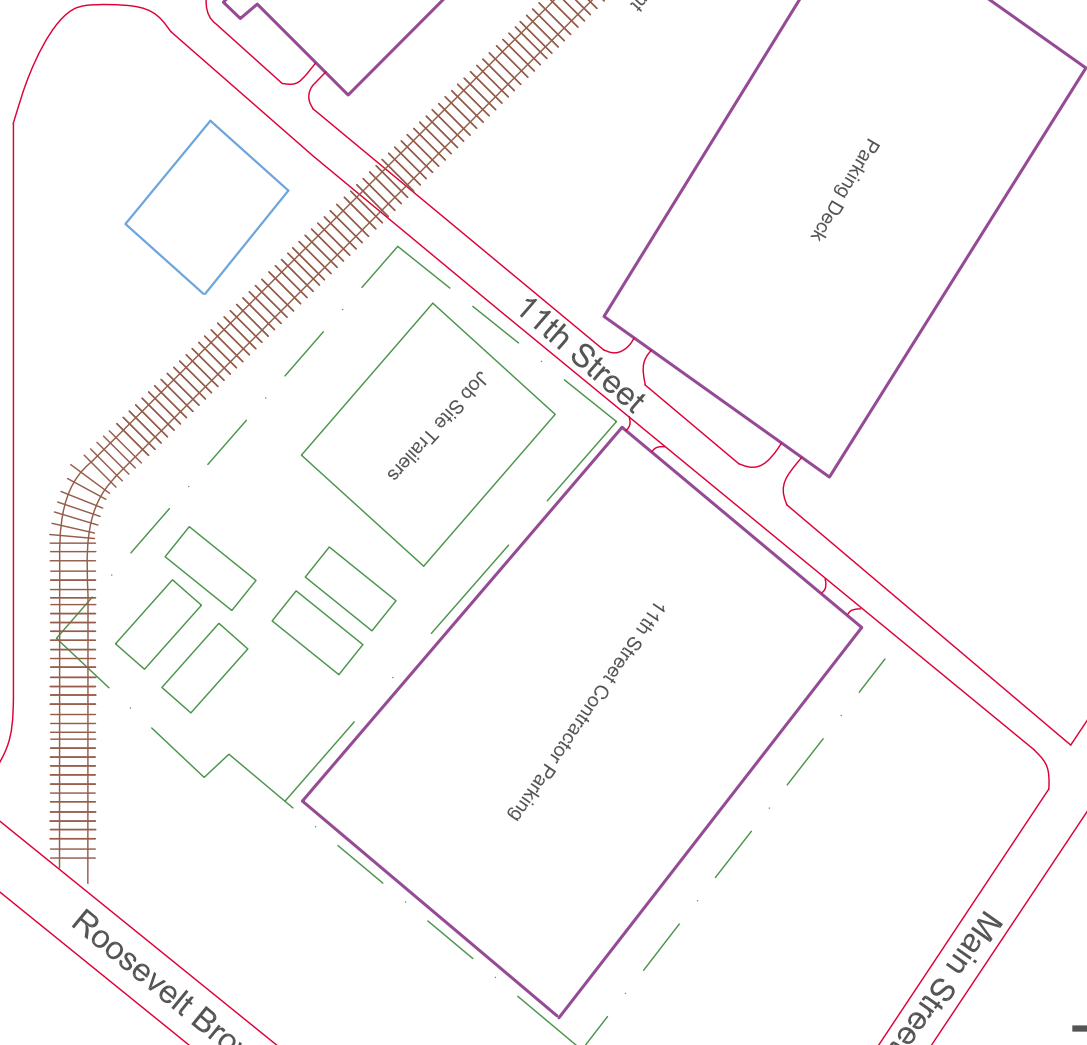 Parking Deck
11th Street
Job Site Trailers
11th Street Contractor Parking
Main Stree
Roosevelt Bro